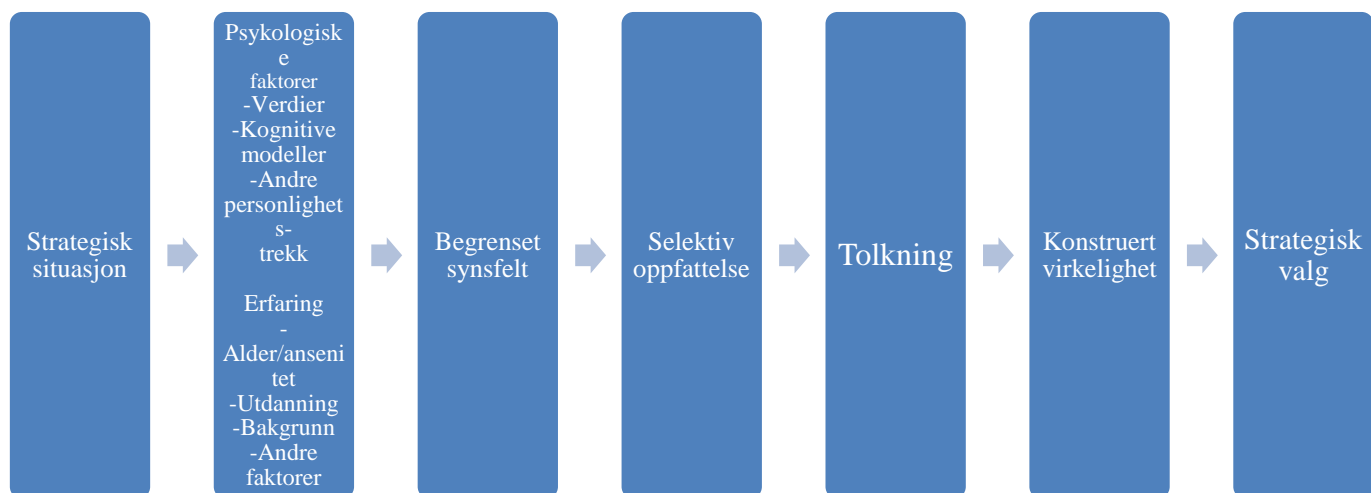 Strategisk
situasjon
Psykologisk
e
faktorer
-Verdier
-Kognitive
modeller
-Andre
personlighet
s-
trekk
Erfaring
-
Alder/anseni
tet
-Utdanning
-Bakgrunn
-Andre
faktorer
Begrenset
synsfelt
Selektiv
oppfattelse
Tolkning
Konstruert
virkelighet
Strategisk
valg